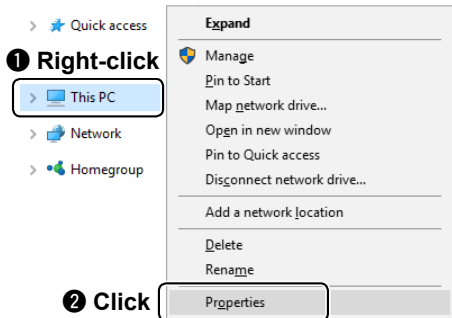 Quick access
❶ Right-click
This PC
Network
Homegroup
Expand
Manage
Pin to Start
Map network drive...
Open in new window
Pin to Quick access
Disconnect network drive...
Add a network location
Delete
Rename
❷ Click
Properties